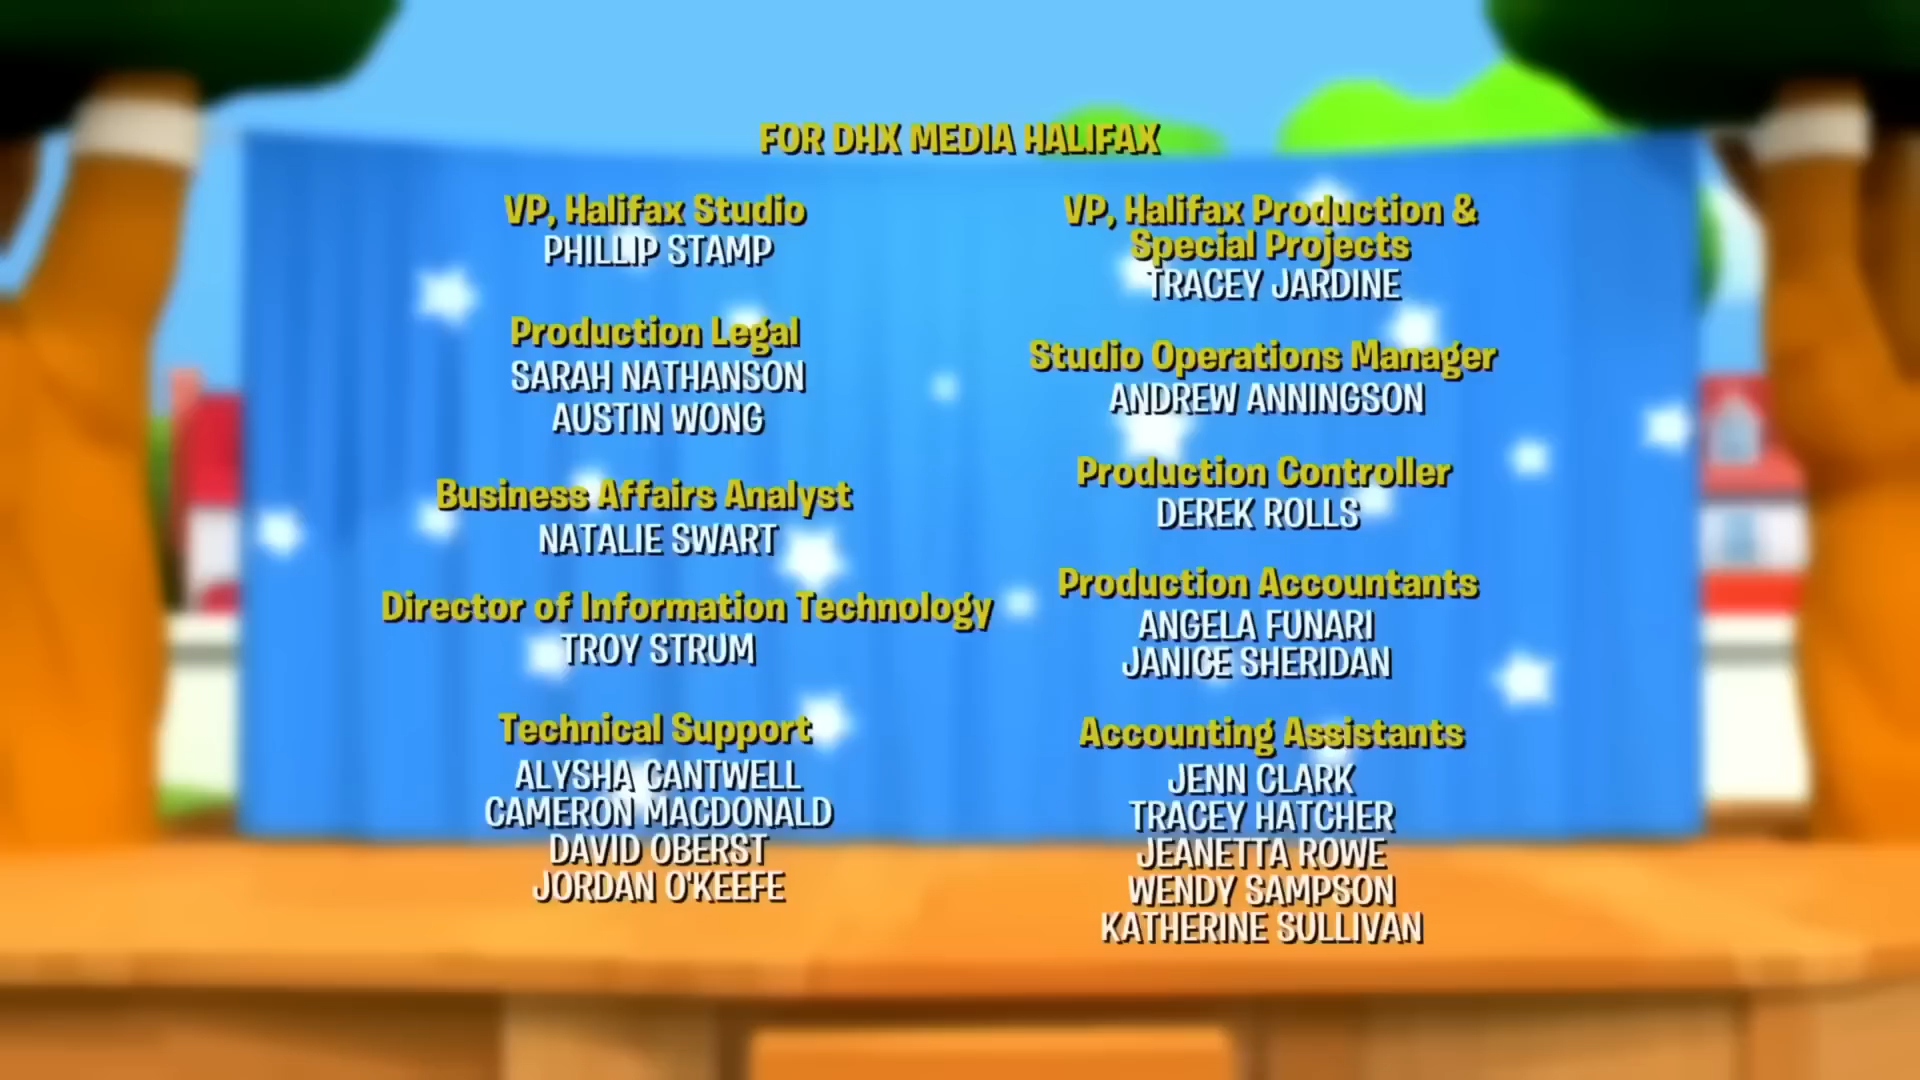 FOR DHX MEDIA HALIFAX
VP, Halifax Studio
PHILLIP STAMP
Production Legal
SARAH NATHANSON
AUSTIN WONG
Business Affairs Analyst
NATALIE SWART
Director of Information Technology
TROY STRUM
Technical Support
ALYSHA CANTWELL
CAMERON MACDONALD
DAVID OBERST
JORDAN O'KEEFE
VP, Halifax Production &
Special Projects
TRACEY JARDINE
Studio Operations Manager
ANDREW ANNINGSON
Production Controller
DEREK ROLLS
Production Accountants
ANGELA FUNARI
JANICE SHERIDAN
Accounting Assistants
JENN CLARK
TRACEY HATCHER
JEANETTA ROWE
WENDY SAMPSON
KATHERINE SULLIVAN